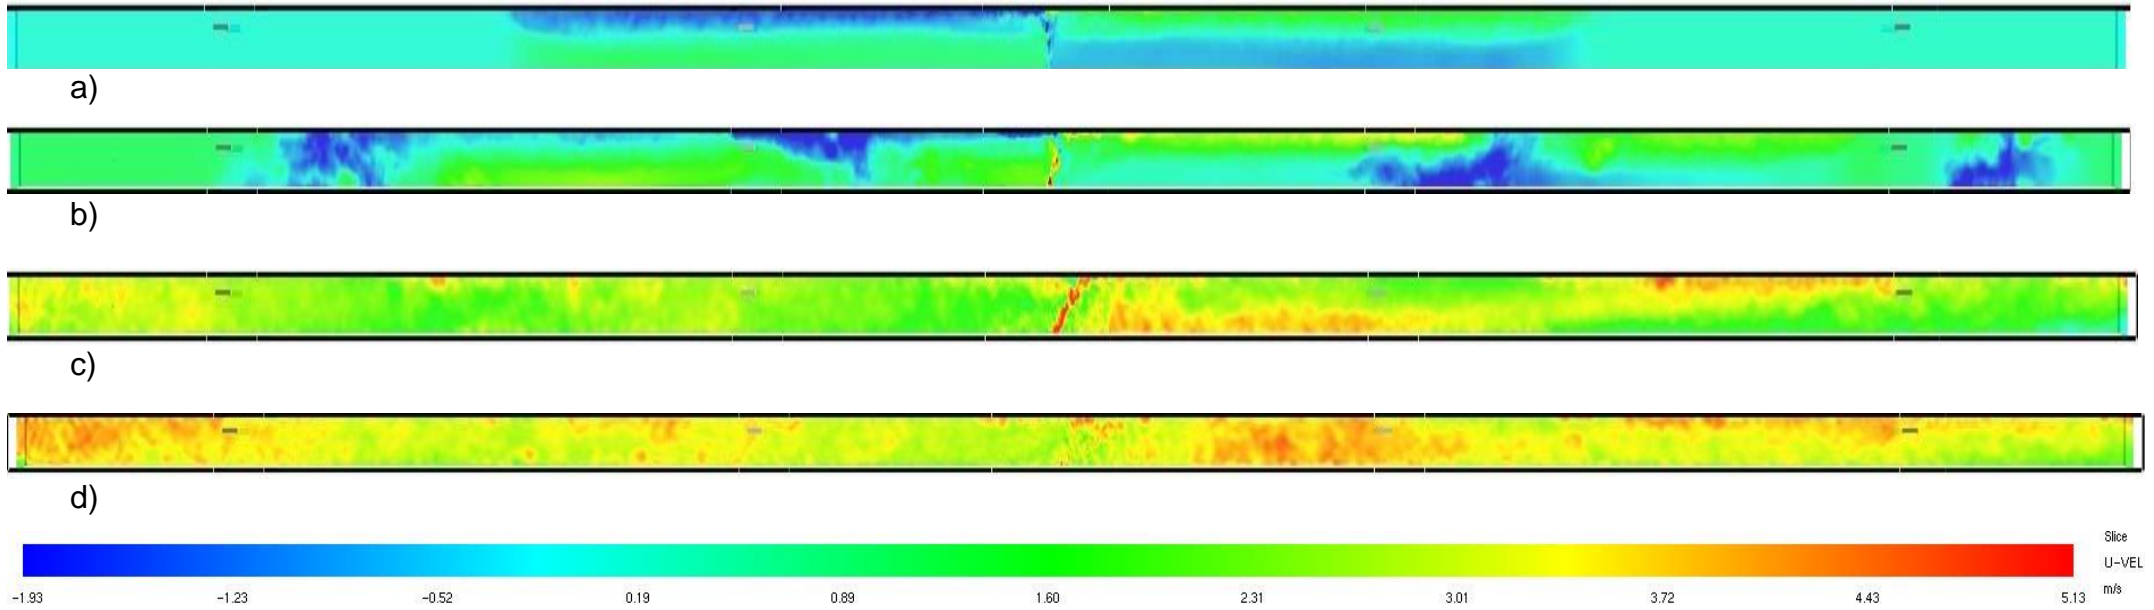 a)
b)
c)
d)
Slice
U-VEL
m/s
-1.93 -1.23 -0.52 0.19 0.89 1.60 2.31 3.01 3.72 4.43 5.13